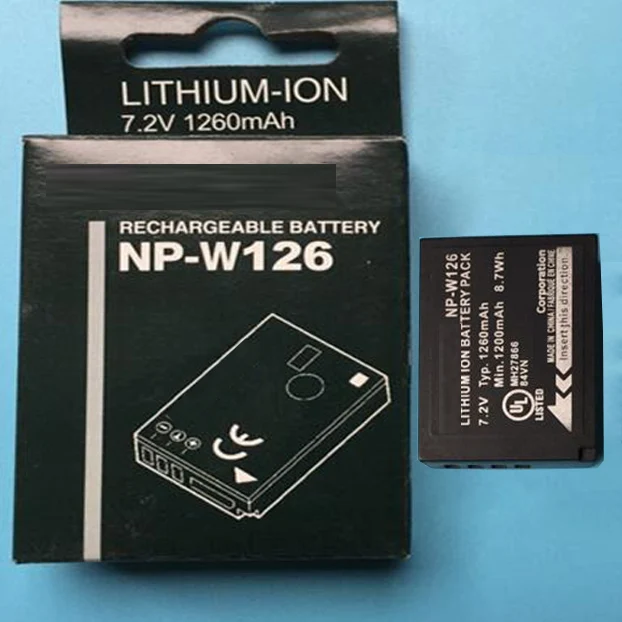 LITHIUM-ION
7.2V 1260mAh
RECHARGEABLE BATTERY
NP-W126
CE
NP-W126
LITHIUM ION BATTERY PACK
7.2V Typ. 1260mAh
Min. 1200mAh 8.7Wh
UL
LISTED
MH27866
84VN
Corporation
MADE IN CHINA / FABRIQUÉ EN CHINE
Insert this direction